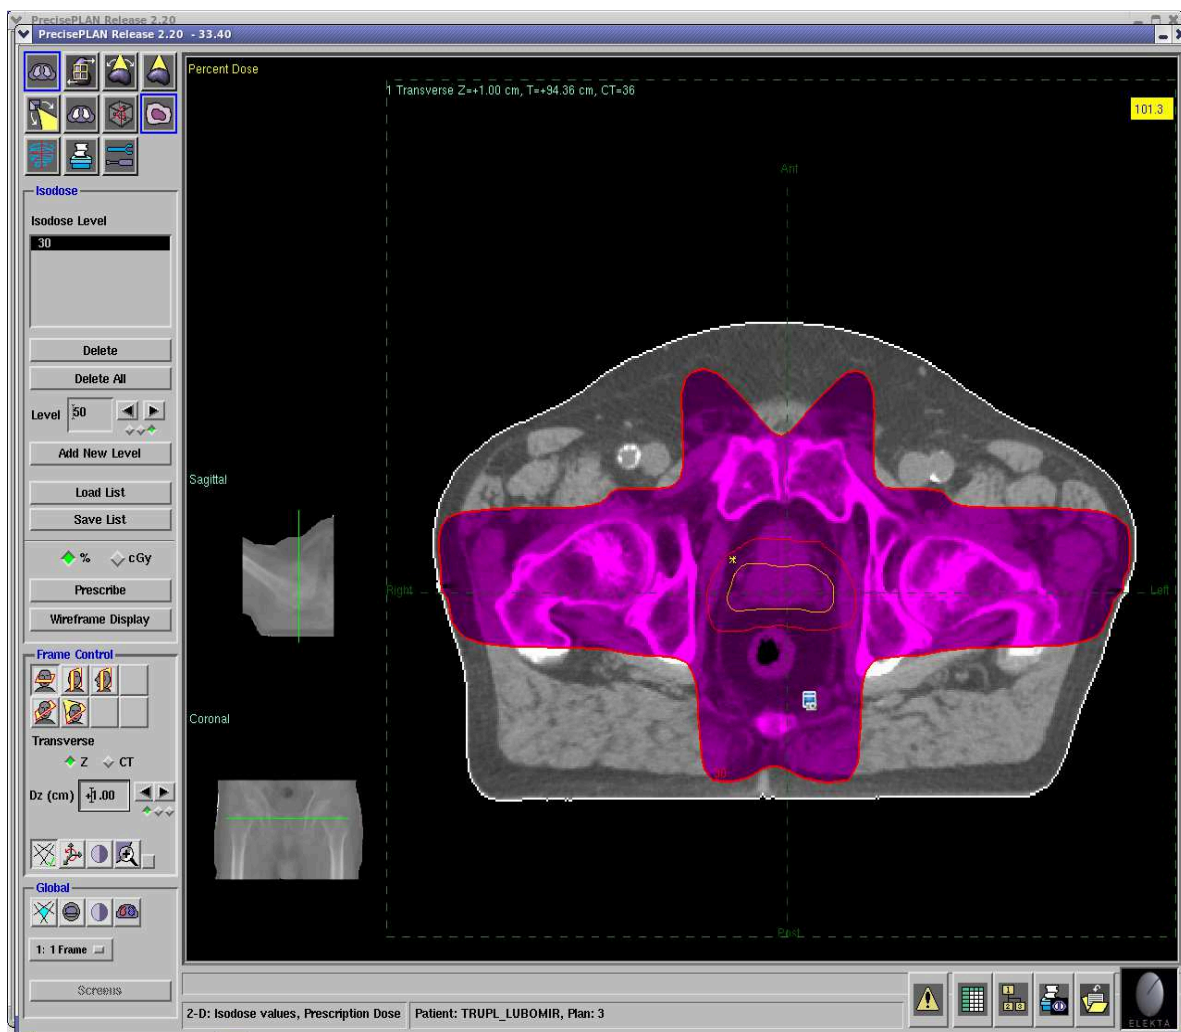 PrecisePLAN Release 2.20
PrecisePLAN Release 2.20 - 33.40
Percent Dose
1 Transverse Z=+1.00 cm, T=+94.36 cm, CT=36
101.3
Ant
Isodose
Isodose Level
30
Delete
Delete All
Level 50
Add New Level
Load List
Save List
% cGy
Prescribe
Wireframe Display
Sagittal
Right
Left
Frame Control
Transverse
Z CT
Dz (cm) +1.00
Coronal
30
Post
Global
1: 1 Frame
Screens
2-D: Isodose values, Prescription Dose
Patient: TRUPL_LUBOMIR, Plan: 3
ELEKTA